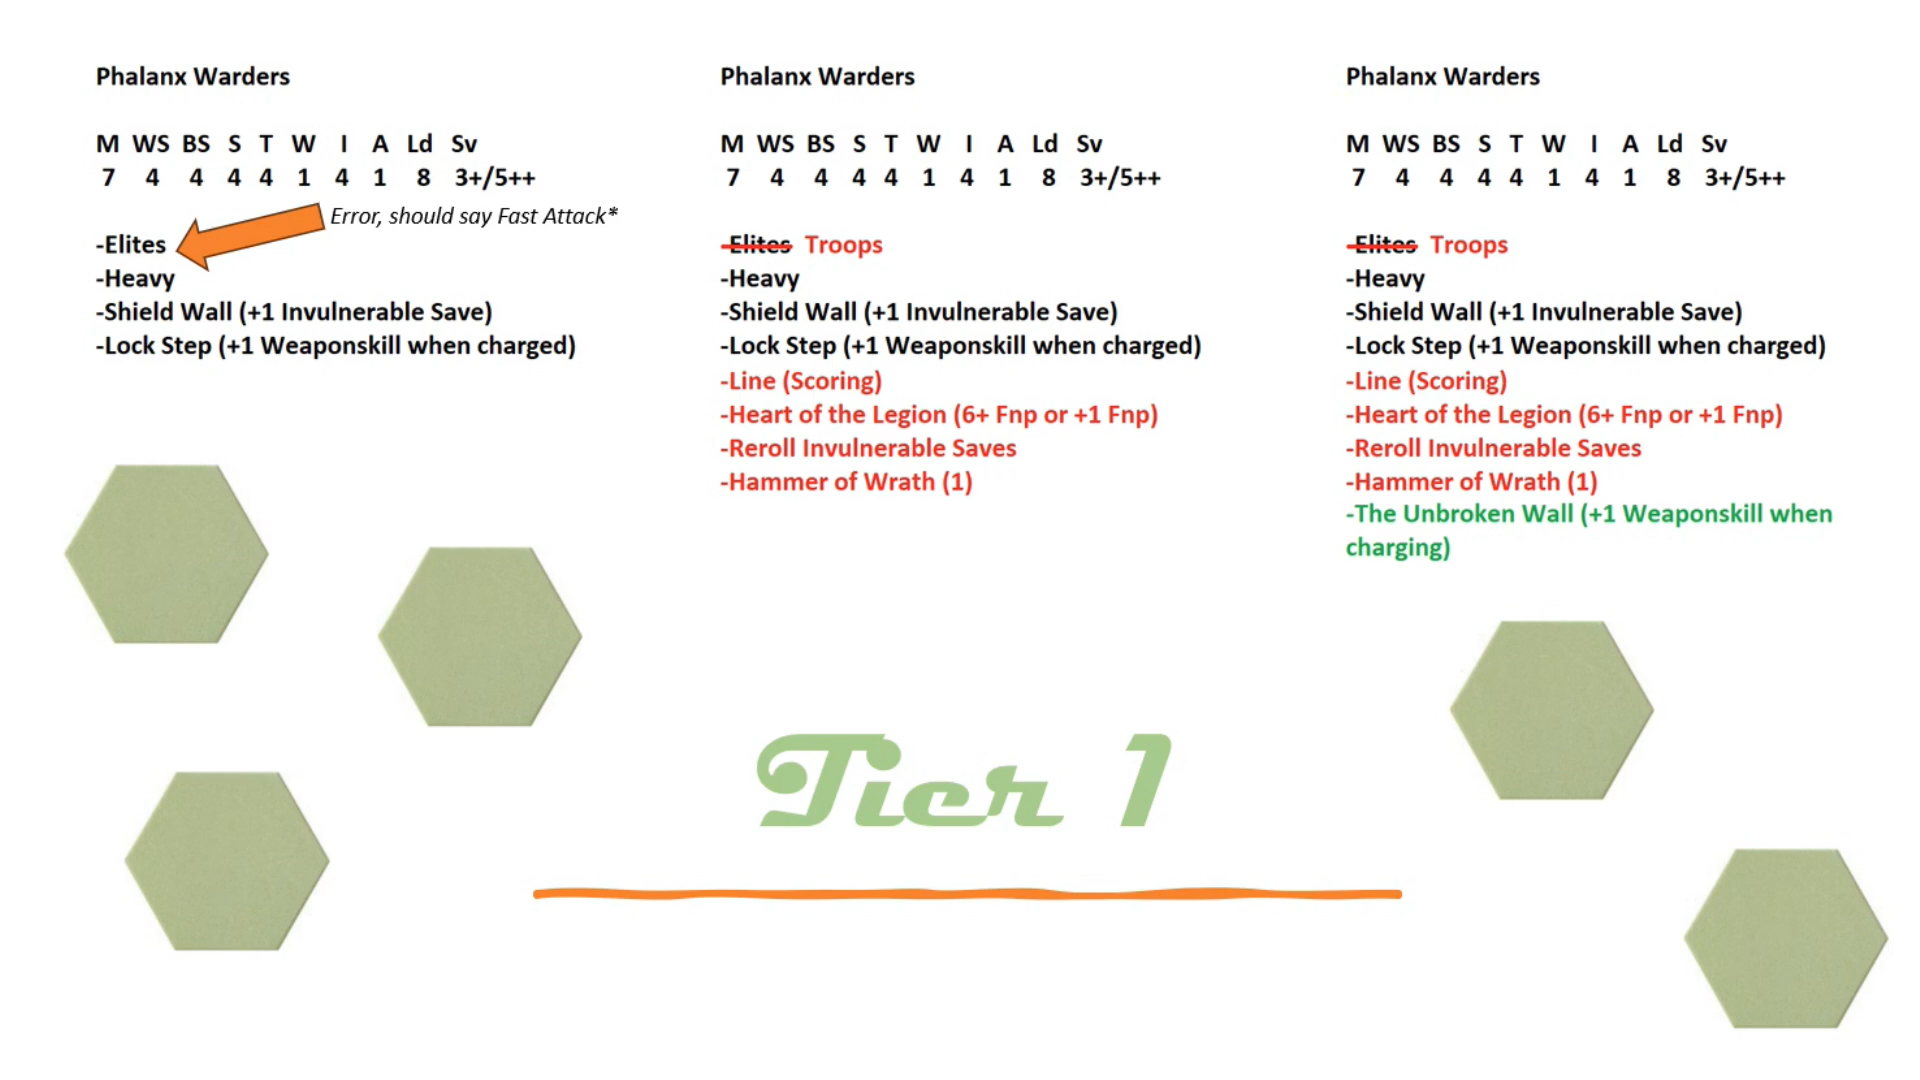 Phalanx Warders
M WS BS S T W I A Ld Sv
7 4 4 4 4 1 4 1 8 3+/5++
Error, should say Fast Attack*
-Elites
-Heavy
-Shield Wall (+1 Invulnerable Save)
-Lock Step (+1 Weaponskill when charged)
Phalanx Warders
M WS BS S T W I A Ld Sv
7 4 4 4 4 1 4 1 8 3+/5++
-Elites Troops
-Heavy
-Shield Wall (+1 Invulnerable Save)
-Lock Step (+1 Weaponskill when charged)
-Line (Scoring)
-Heart of the Legion (6+ Fnp or +1 Fnp)
-Reroll Invulnerable Saves
-Hammer of Wrath (1)
Phalanx Warders
M WS BS S T W I A Ld Sv
7 4 4 4 4 1 4 1 8 3+/5++
-Elites Troops
-Heavy
-Shield Wall (+1 Invulnerable Save)
-Lock Step (+1 Weaponskill when charged)
-Line (Scoring)
-Heart of the Legion (6+ Fnp or +1 Fnp)
-Reroll Invulnerable Saves
-Hammer of Wrath (1)
-The Unbroken Wall (+1 Weaponskill when
charging)
Tier 1